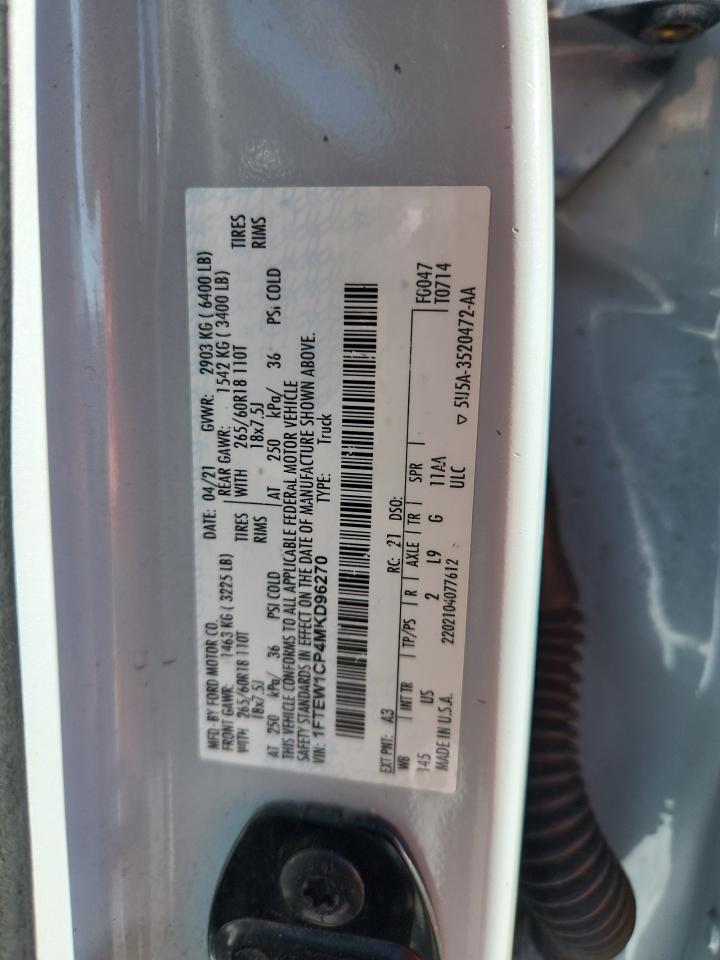 MFD. BY FORD MOTOR CO.
DATE: 04/21 GVWR: 2903 KG ( 6400 LB)
FRONT GAWR: 1463 KG ( 3225 LB) REAR GAWR: 1542 KG ( 3400 LB)
WITH 265/60R18 110T TIRES WITH 265/60R18 110T TIRES
18x7.5J RIMS 18x7.5J RIMS
AT 250 kPa/ 36 PSI COLD AT 250 kPa/ 36 PSI COLD
THIS VEHICLE CONFORMS TO ALL APPLICABLE FEDERAL MOTOR VEHICLE
SAFETY STANDARDS IN EFFECT ON THE DATE OF MANUFACTURE SHOWN ABOVE.
VIN: 1FTEW1CP4MKD96270 TYPE: Truck
EXT PNT: A3 RC: 21 DSO: FG047
WB INT TR TP/PS R AXLE TR SPR T0714
145 US 2 L9 G 11AA
MADE IN U.S.A. 2202104077612 ULC ▽ 5U5A-3520472-AA